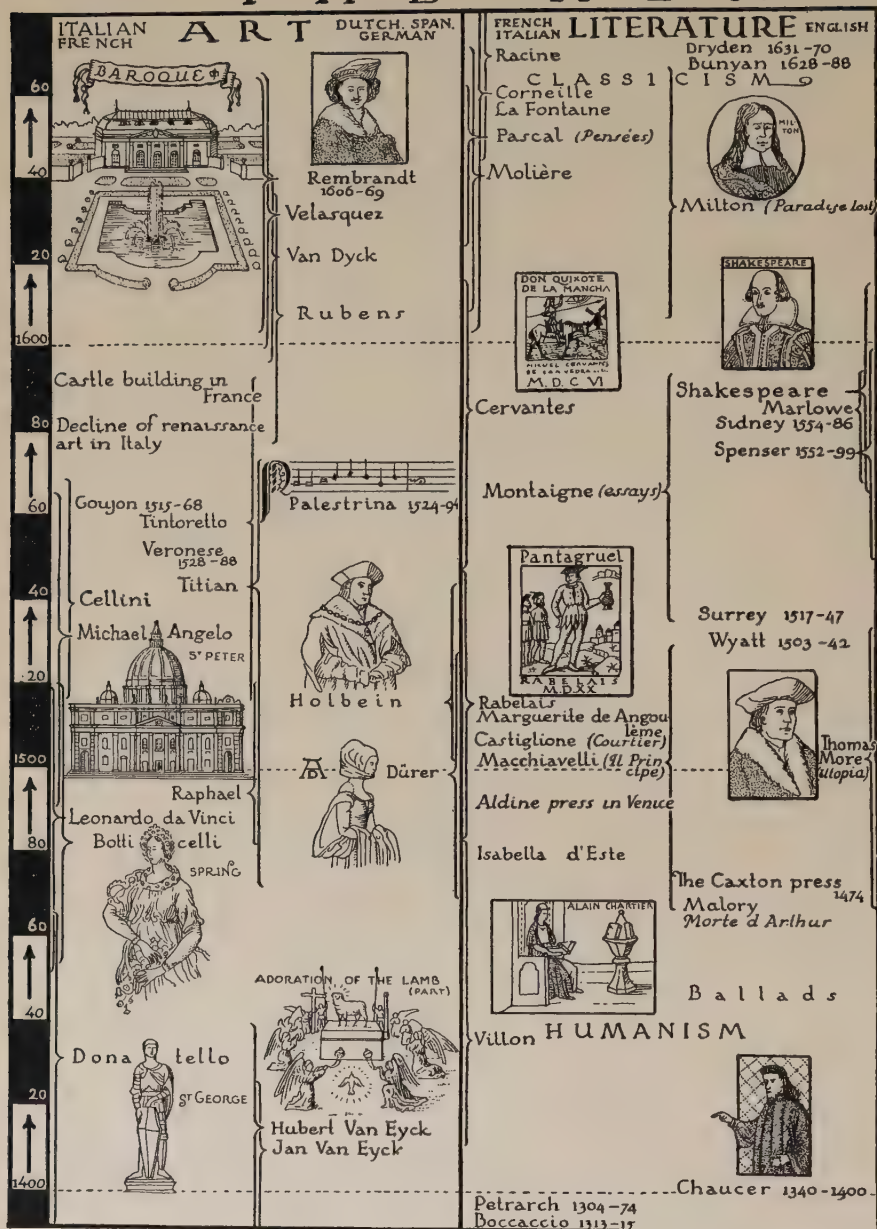 ITALIAN
FRENCH
ART
DUTCH. SPAN.
GERMAN
BAROQUE
Rembrandt
1606-69
Velasquez
Van Dyck
Rubens
Castle building in
France
Decline of renaissance
art in Italy
Palestrina 1524-94
Goujon 1515-68
Tintoretto
Veronese
1528-88
Titian
Cellini
Michael Angelo
ST PETER
Holbein
AD
Dürer
Raphael
Leonardo da Vinci
Botticelli
SPRING
ADORATION OF THE LAMB
(PART)
Donatello
ST GEORGE
Hubert Van Eyck
Jan Van Eyck
60
40
20
1600
80
60
40
20
1500
80
60
40
20
1400
FRENCH
ITALIAN
LITERATURE
ENGLISH
Racine
Dryden 1631-70
Bunyan 1628-88
CLASSICISM
Corneille
La Fontaine
Pascal (Pensées)
MILTON
Molière
Milton (Paradise lost)
DON QUIXOTE
DE LA MANCHA
M.D.C VI
SHAKESPEARE
Cervantes
Shakespeare
Marlowe
Sidney 1554-86
Spenser 1552-99
Montaigne (essays)
Pantagruel
RABELAIS
M.D.XX
Surrey 1517-47
Wyatt 1503-42
Rabelais
Marguerite de Angoulème
Castiglione (Courtier)
Macchiavelli (Il Principe)
Thomas
More
(Utopia)
Aldine press in Venice
Isabella d'Este
The Caxton press
1474
Malory
Morte d Arthur
ALAIN CHARTIER
Ballads
Villon
HUMANISM
Chaucer 1340-1400
Petrarch 1304-74
Boccaccio 1313-75